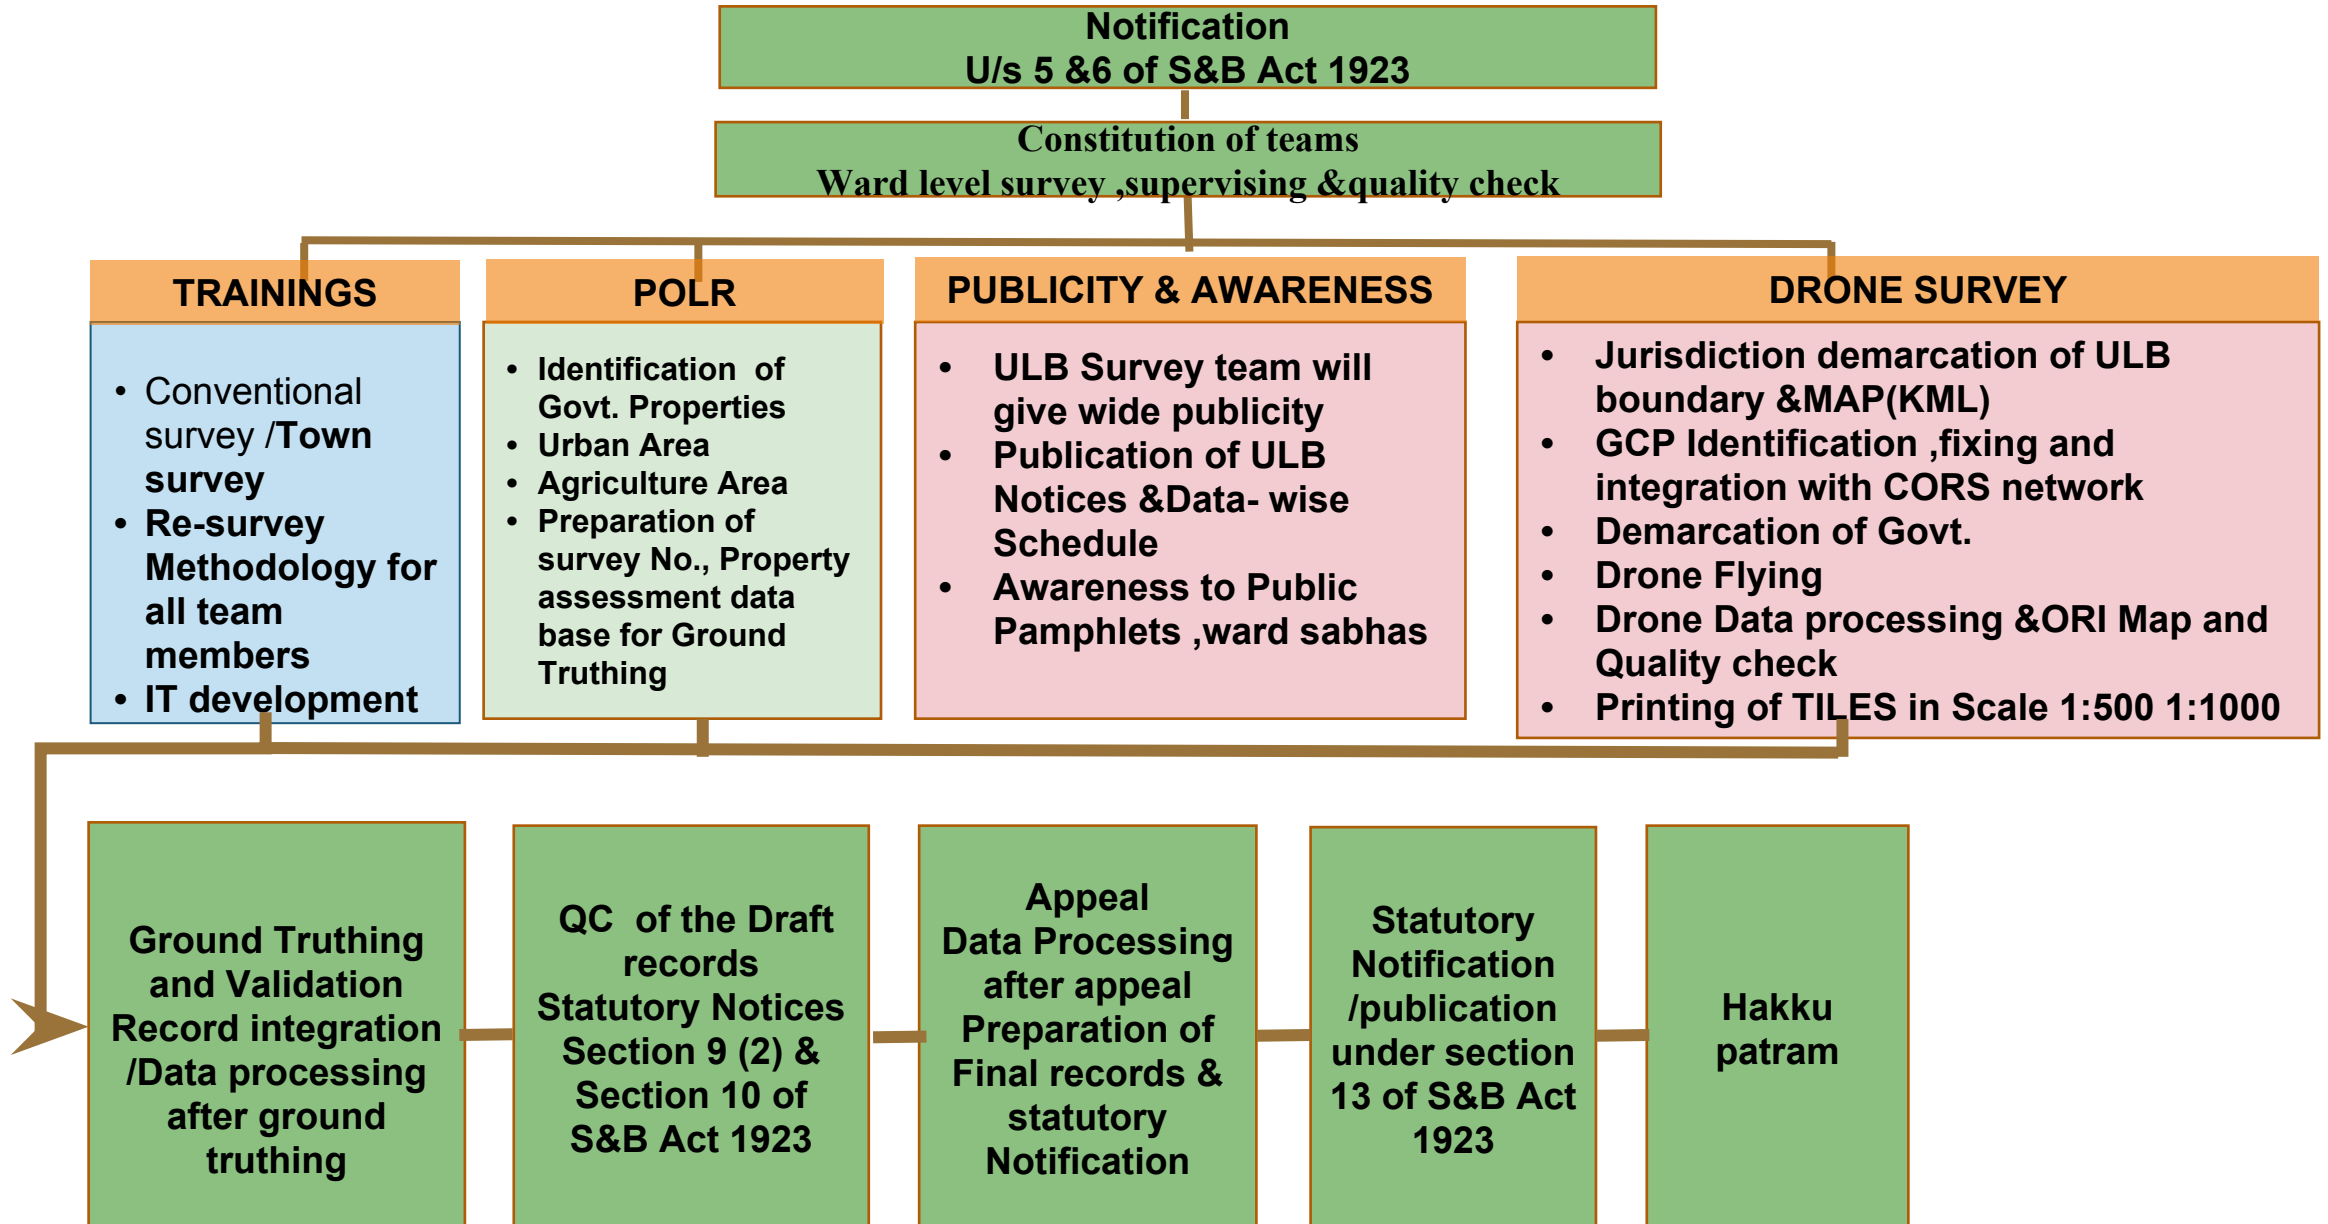 Notification
U/s 5 &6 of S&B Act 1923
Constitution of teams
Ward level survey ,supervising &quality check
TRAININGS
• Conventional
survey /Town
survey
• Re-survey
Methodology for
all team
members
• IT development
POLR
• Identification of
Govt. Properties
• Urban Area
• Agriculture Area
• Preparation of
survey No., Property
assessment data
base for Ground
Truthing
PUBLICITY & AWARENESS
• ULB Survey team will
give wide publicity
• Publication of ULB
Notices &Data- wise
Schedule
• Awareness to Public
Pamphlets ,ward sabhas
DRONE SURVEY
• Jurisdiction demarcation of ULB
boundary &MAP(KML)
• GCP Identification ,fixing and
integration with CORS network
• Demarcation of Govt.
• Drone Flying
• Drone Data processing &ORI Map and
Quality check
• Printing of TILES in Scale 1:500 1:1000
Ground Truthing
and Validation
Record integration
/Data processing
after ground
truthing
QC of the Draft
records
Statutory Notices
Section 9 (2) &
Section 10 of
S&B Act 1923
Appeal
Data Processing
after appeal
Preparation of
Final records &
statutory
Notification
Statutory
Notification
/publication
under section
13 of S&B Act
1923
Hakku
patram